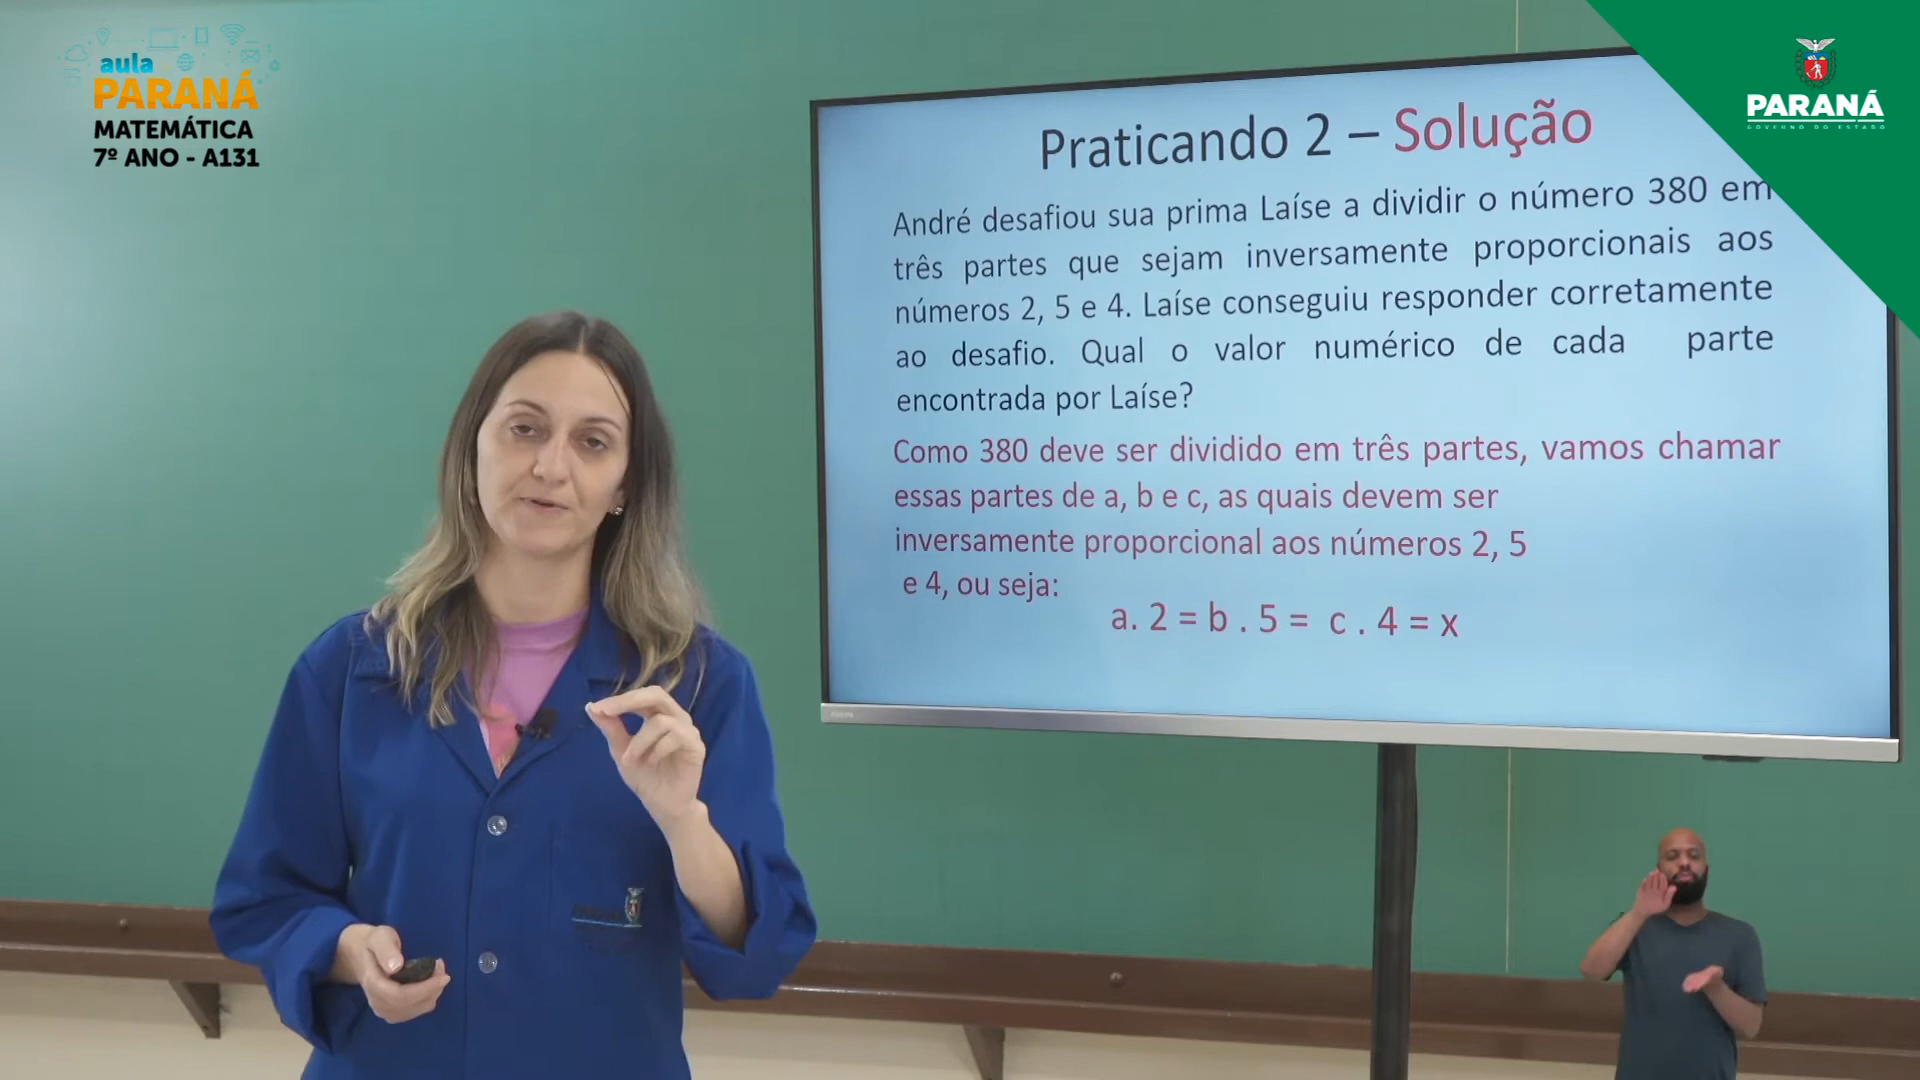 aula
PARANÁ
MATEMÁTICA
7º ANO - A131
PARANÁ
GOVERNO DO ESTADO
Praticando 2 – Solução
André desafiou sua prima Laíse a dividir o número 380 em
três partes que sejam inversamente proporcionais aos
números 2, 5 e 4. Laíse conseguiu responder corretamente
ao desafio. Qual o valor numérico de cada parte
encontrada por Laíse?
Como 380 deve ser dividido em três partes, vamos chamar
essas partes de a, b e c, as quais devem ser
inversamente proporcional aos números 2, 5
e 4, ou seja:
a. 2 = b . 5 = c . 4 = x